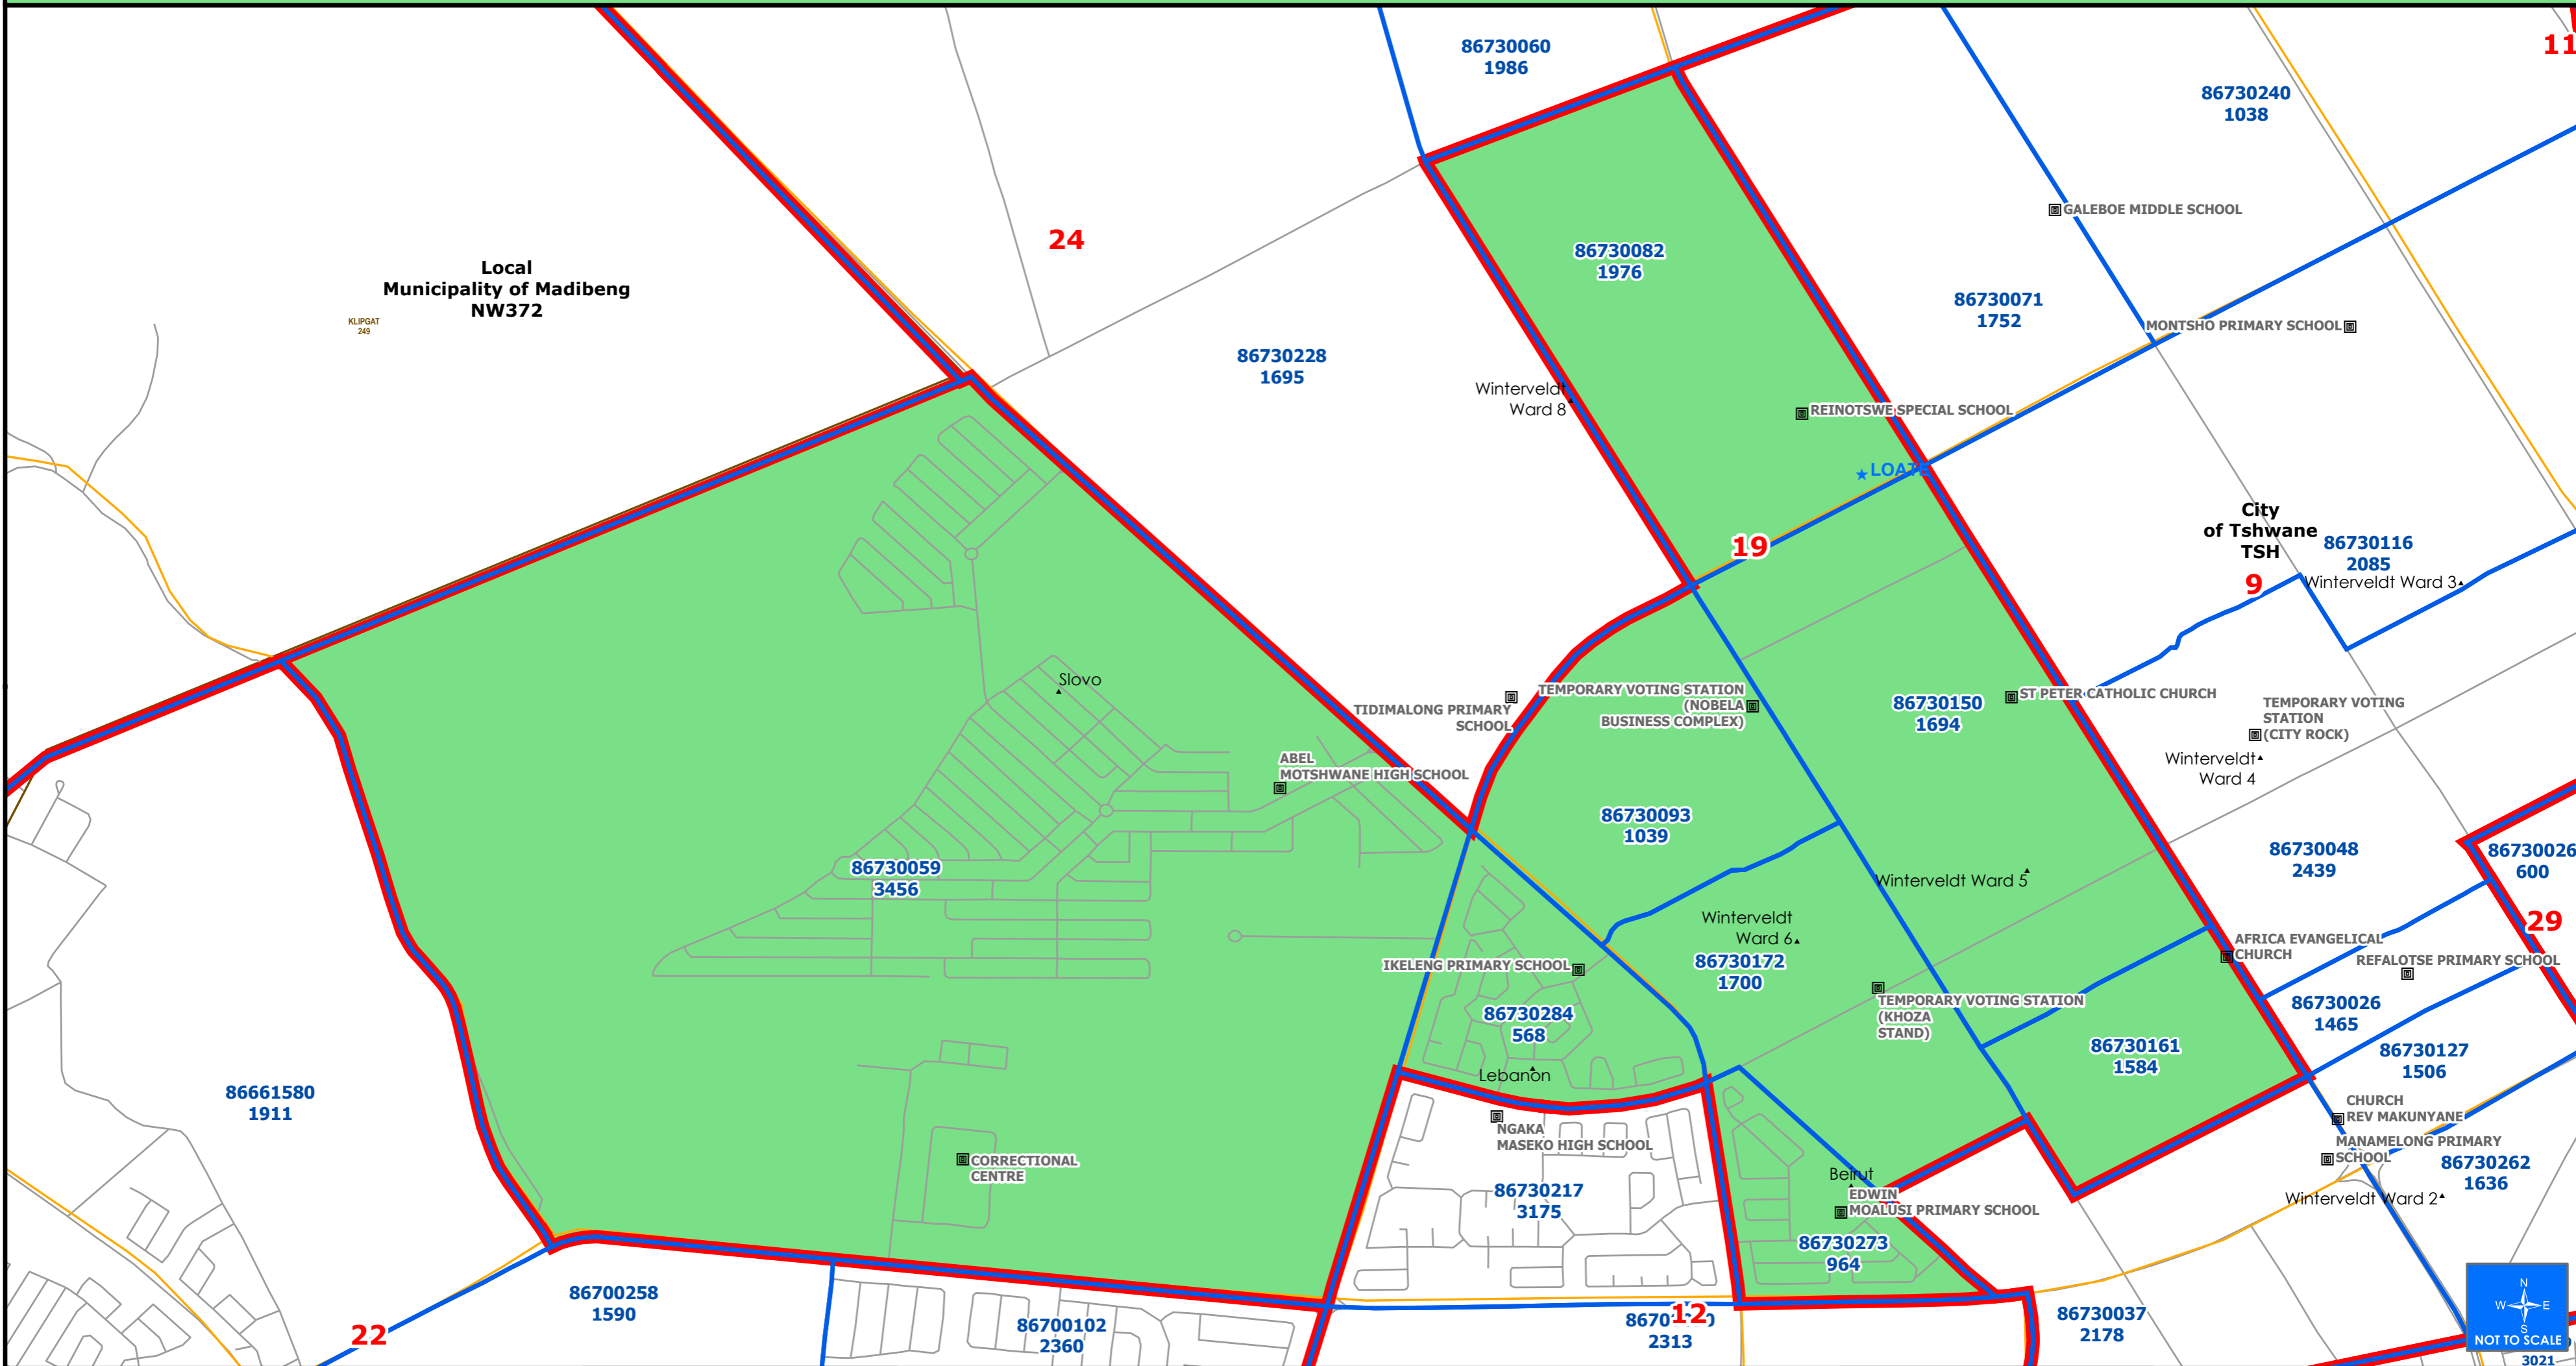 11
86730060
1986
86730240
1038
GALEBOE MIDDLE SCHOOL
24
86730082
1976
Local
Municipality of Madibeng
NW372
KLIPGAT
249
86730071
1752
MONTSHO PRIMARY SCHOOL
86730228
1695
Winterveldt
Ward 8
REINOTSWE SPECIAL SCHOOL
LOATE
City
of Tshwane
TSH
9
86730116
2085
Winterveldt Ward 3
19
Slovo
TIDIMALONG PRIMARY
SCHOOL
TEMPORARY VOTING STATION
(NOBELA
BUSINESS COMPLEX)
86730150
1694
ST PETER CATHOLIC CHURCH
TEMPORARY VOTING
STATION
(CITY ROCK)
Winterveldt
Ward 4
ABEL
MOTSHWANE HIGH SCHOOL
86730093
1039
86730059
3456
86730048
2439
86730026
600
29
Winterveldt Ward 5
Winterveldt
Ward 6
86730172
1700
AFRICA EVANGELICAL
CHURCH
REFALOTSE PRIMARY SCHOOL
IKELENG PRIMARY SCHOOL
86730284
568
TEMPORARY VOTING STATION
(KHOZA
STAND)
86730026
1465
86730161
1584
86730127
1506
Lebanon
86661580
1911
NGAKA
MASEKO HIGH SCHOOL
CHURCH
REV MAKUNYANE
MANAMELONG PRIMARY
SCHOOL
86730262
1636
Winterveldt Ward 2
CORRECTIONAL
CENTRE
86730217
3175
Beirut
EDWIN
MOALUSI PRIMARY SCHOOL
86730273
964
86700258
1590
22
86700102
2360
12
2313
86730037
2178
N
W E
S
NOT TO SCALE
3021